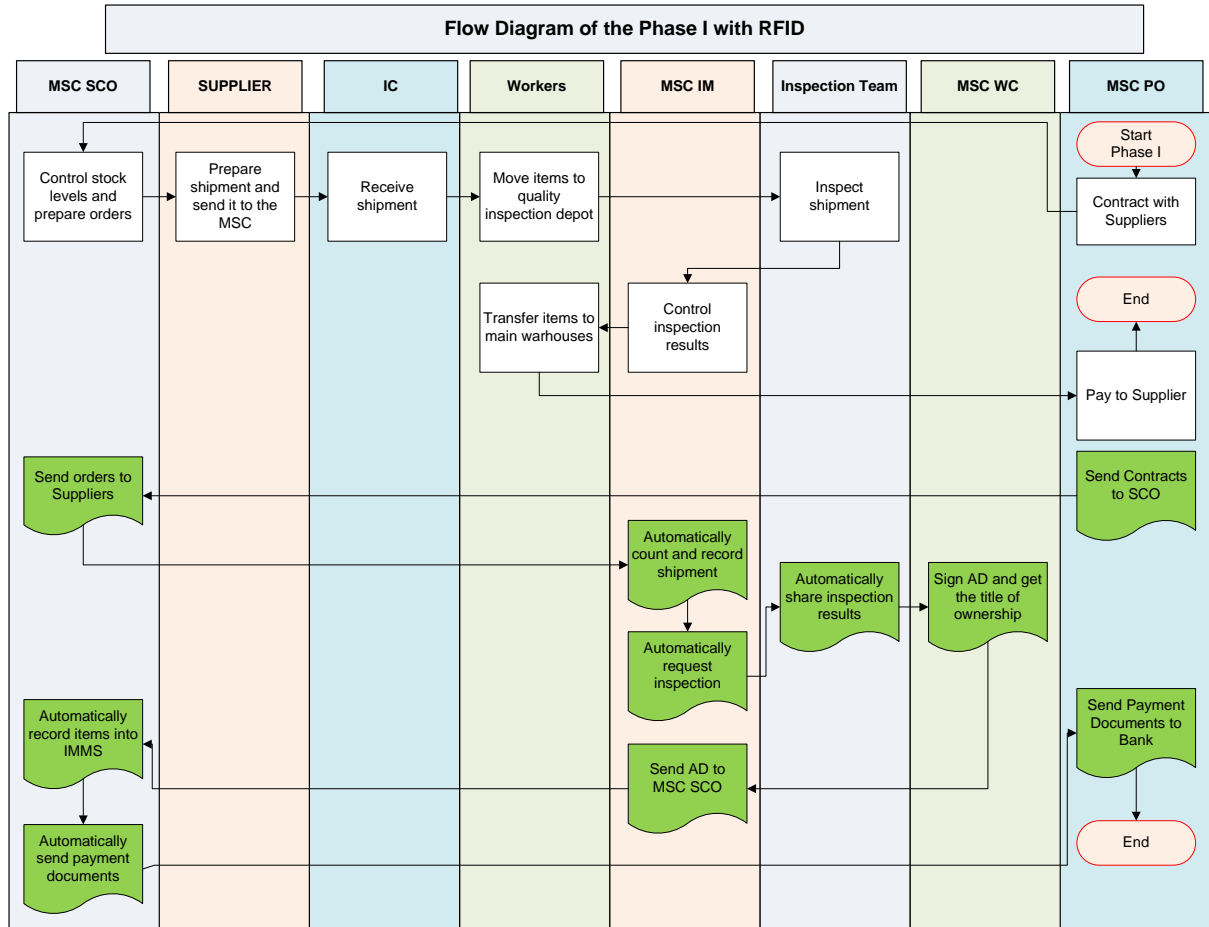 Flow Diagram of the Phase I with RFID
MSC SCO
SUPPLIER
IC
Workers
MSC IM
Inspection Team
MSC WC
MSC PO
Start
Phase I
Control stock
levels and
prepare orders
Prepare
shipment and
send it to the
MSC
Receive
shipment
Move items to
quality
inspection depot
Inspect
shipment
Contract with
Suppliers
Transfer items to
main warhouses
Control
inspection
results
End
Pay to Supplier
Send orders to
Suppliers
Send Contracts
to SCO
Automatically
count and record
shipment
Automatically
share inspection
results
Sign AD and get
the title of
ownership
Automatically
request
inspection
Automatically
record items into
IMMS
Send AD to
MSC SCO
Send Payment
Documents to
Bank
Automatically
send payment
documents
End